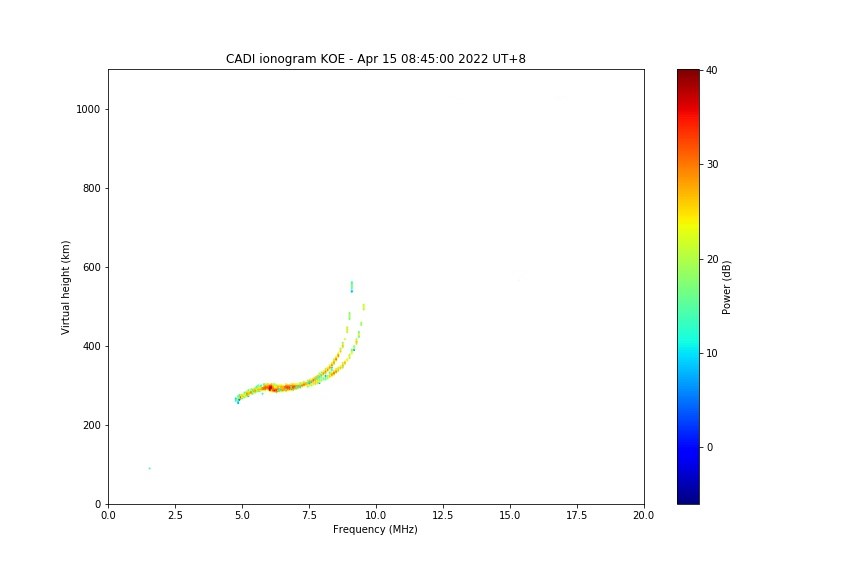 CADI ionogram KOE - Apr 15 08:45:00 2022 UT+8
1000
800
600
400
200
0
Virtual height (km)
0.0 2.5 5.0 7.5 10.0 12.5 15.0 17.5 20.0
Frequency (MHz)
40
30
20
10
0
Power (dB)